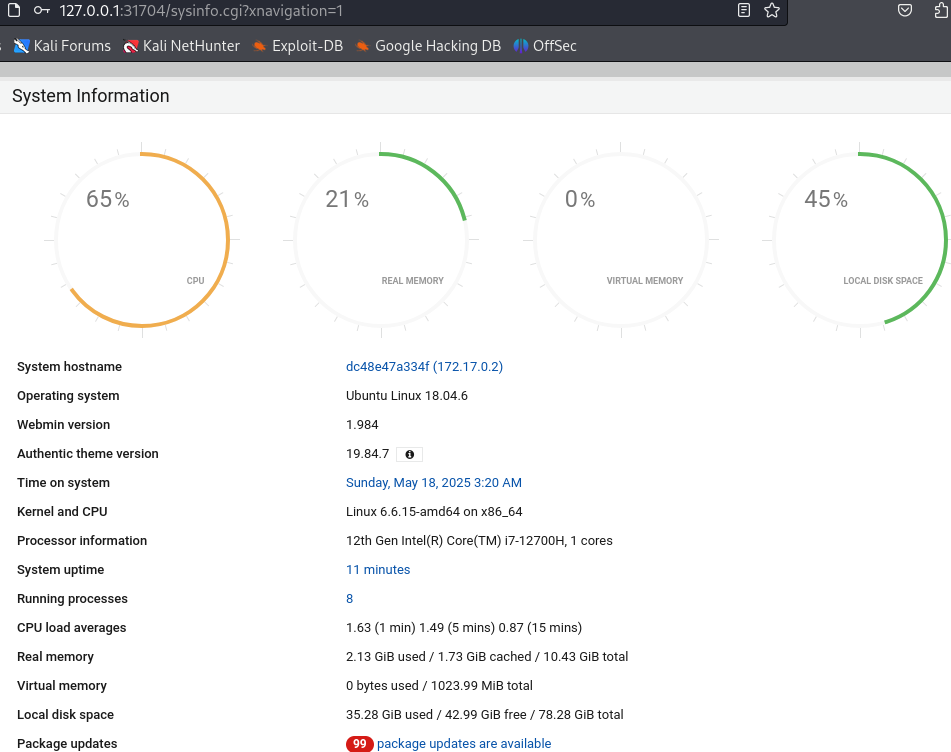 127.0.0.1:31704/sysinfo.cgi?xnavigation=1
Kali Forums Kali NetHunter Exploit-DB Google Hacking DB OffSec
System Information
65% 21% 0% 45%
CPU REAL MEMORY VIRTUAL MEMORY LOCAL DISK SPACE
System hostname dc48e47a334f (172.17.0.2)
Operating system Ubuntu Linux 18.04.6
Webmin version 1.984
Authentic theme version 19.84.7
Time on system Sunday, May 18, 2025 3:20 AM
Kernel and CPU Linux 6.6.15-amd64 on x86_64
Processor information 12th Gen Intel(R) Core(TM) i7-12700H, 1 cores
System uptime 11 minutes
Running processes 8
CPU load averages 1.63 (1 min) 1.49 (5 mins) 0.87 (15 mins)
Real memory 2.13 GiB used / 1.73 GiB cached / 10.43 GiB total
Virtual memory 0 bytes used / 1023.99 MiB total
Local disk space 35.28 GiB used / 42.99 GiB free / 78.28 GiB total
Package updates 99 package updates are available